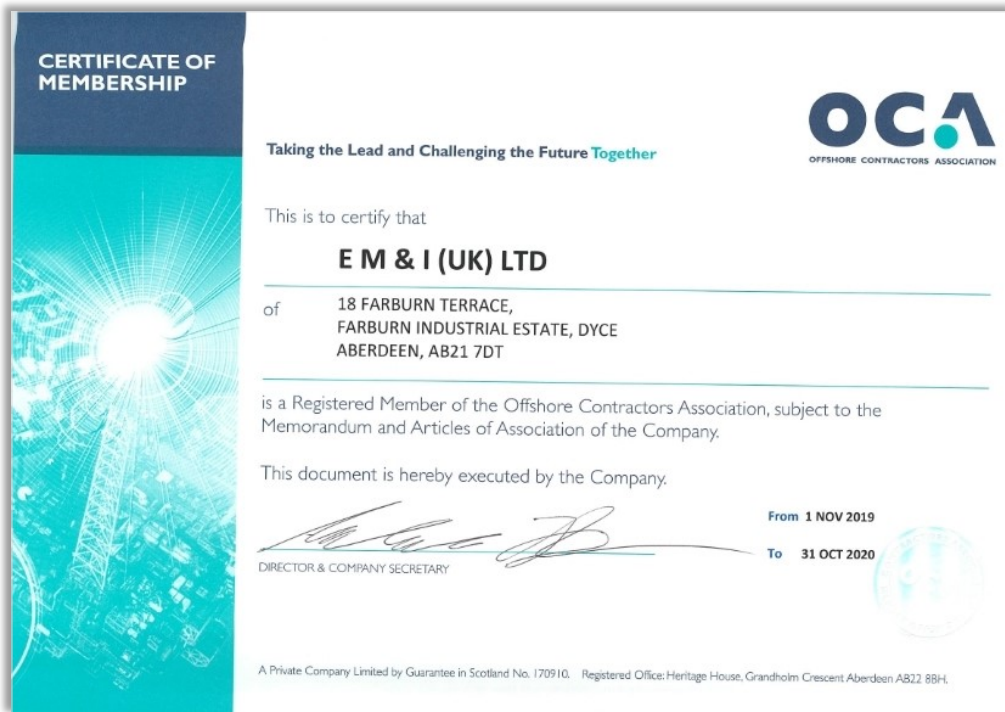 CERTIFICATE OF
MEMBERSHIP
OCA
OFFSHORE CONTRACTORS ASSOCIATION
Taking the Lead and Challenging the Future Together
This is to certify that
E M & I (UK) LTD
of
18 FARBURN TERRACE,
FARBURN INDUSTRIAL ESTATE, DYCE
ABERDEEN, AB21 7DT
is a Registered Member of the Offshore Contractors Association, subject to the
Memorandum and Articles of Association of the Company.
This document is hereby executed by the Company.
From 1 NOV 2019
To 31 OCT 2020
DIRECTOR & COMPANY SECRETARY
A Private Company Limited by Guarantee in Scotland No. 170910. Registered Office: Heritage House, Grandholm Crescent Aberdeen AB22 8BH.